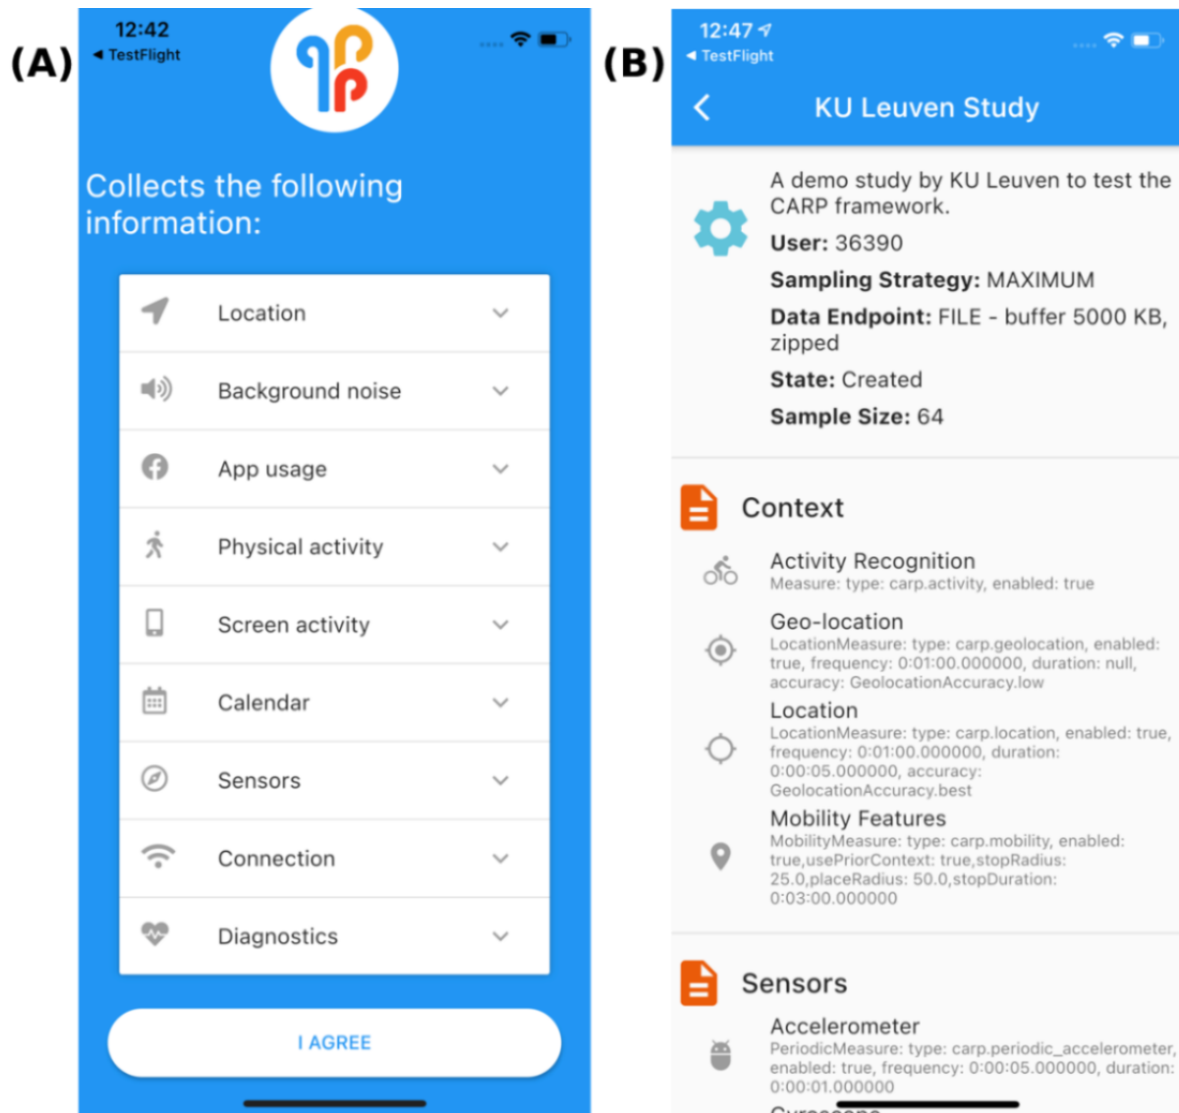 (A)
12:42
◄ TestFlight
Collects the following
information:
Location
Background noise
App usage
Physical activity
Screen activity
Calendar
Sensors
Connection
Diagnostics
I AGREE
(B)
12:47
◄ TestFlight
KU Leuven Study
A demo study by KU Leuven to test the
CARP framework.
User: 36390
Sampling Strategy: MAXIMUM
Data Endpoint: FILE - buffer 5000 KB,
zipped
State: Created
Sample Size: 64
Context
Activity Recognition
Measure: type: carp.activity, enabled: true
Geo-location
LocationMeasure: type: carp.geolocation, enabled:
true, frequency: 0:01:00.000000, duration: null,
accuracy: GeolocationAccuracy.low
Location
LocationMeasure: type: carp.location, enabled: true,
frequency: 0:01:00.000000, duration:
0:00:05.000000, accuracy:
GeolocationAccuracy.best
Mobility Features
MobilityMeasure: type: carp.mobility, enabled:
true,usePriorContext: true,stopRadius:
25.0,placeRadius: 50.0,stopDuration:
0:03:00.000000
Sensors
Accelerometer
PeriodicMeasure: type: carp.periodic_accelerometer,
enabled: true, frequency: 0:00:05.000000, duration:
0:00:01.000000